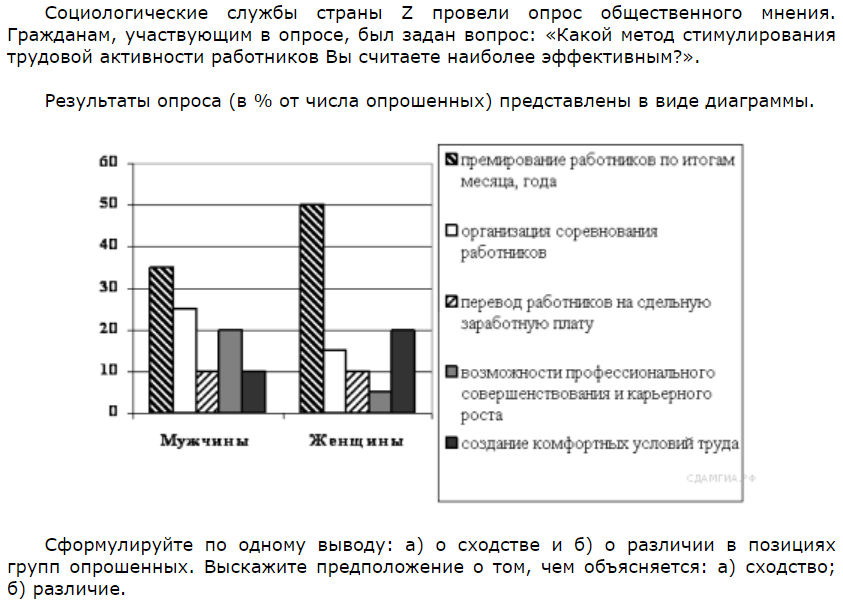 Социологические службы страны Z провели опрос общественного мнения.
Гражданам, участвующим в опросе, был задан вопрос: «Какой метод стимулирования
трудовой активности работников Вы считаете наиболее эффективным?».
Результаты опроса (в % от числа опрошенных) представлены в виде диаграммы.
60
50
40
30
20
10
0
Мужчины
Женщины
премирование работников по итогам
месяца, года
организация соревнования
работников
перевод работников на сдельную
заработную плату
возможности профессионального
совершенствования и карьерного
роста
создание комфортных условий труда
СДАМГИА.РФ
Сформулируйте по одному выводу: а) о сходстве и б) о различии в позициях
групп опрошенных. Выскажите предположение о том, чем объясняется: а) сходство;
б) различие.